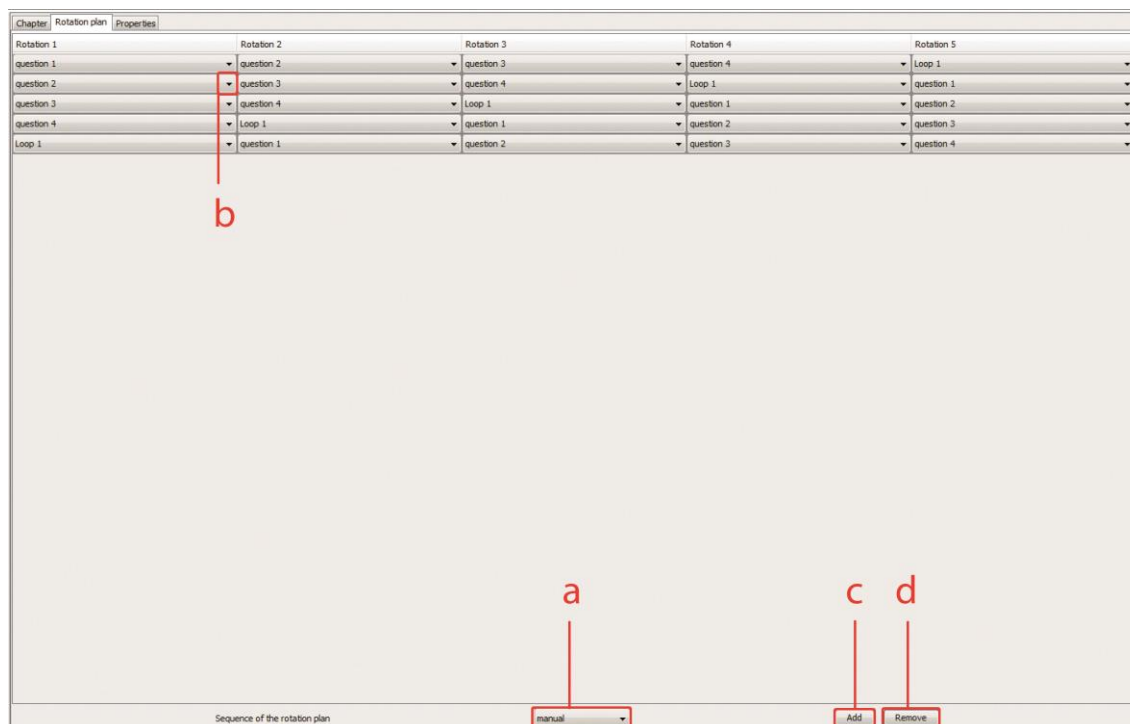 Chapter Rotation plan Properties
Rotation 1 Rotation 2 Rotation 3 Rotation 4 Rotation 5
question 1 question 2 question 3 question 4 Loop 1
question 2 question 3 question 4 Loop 1 question 1
question 3 question 4 Loop 1 question 1 question 2
question 4 Loop 1 question 1 question 2 question 3
Loop 1 question 1 question 2 question 3 question 4
b
a c d
Sequence of the rotation plan manual Add Remove